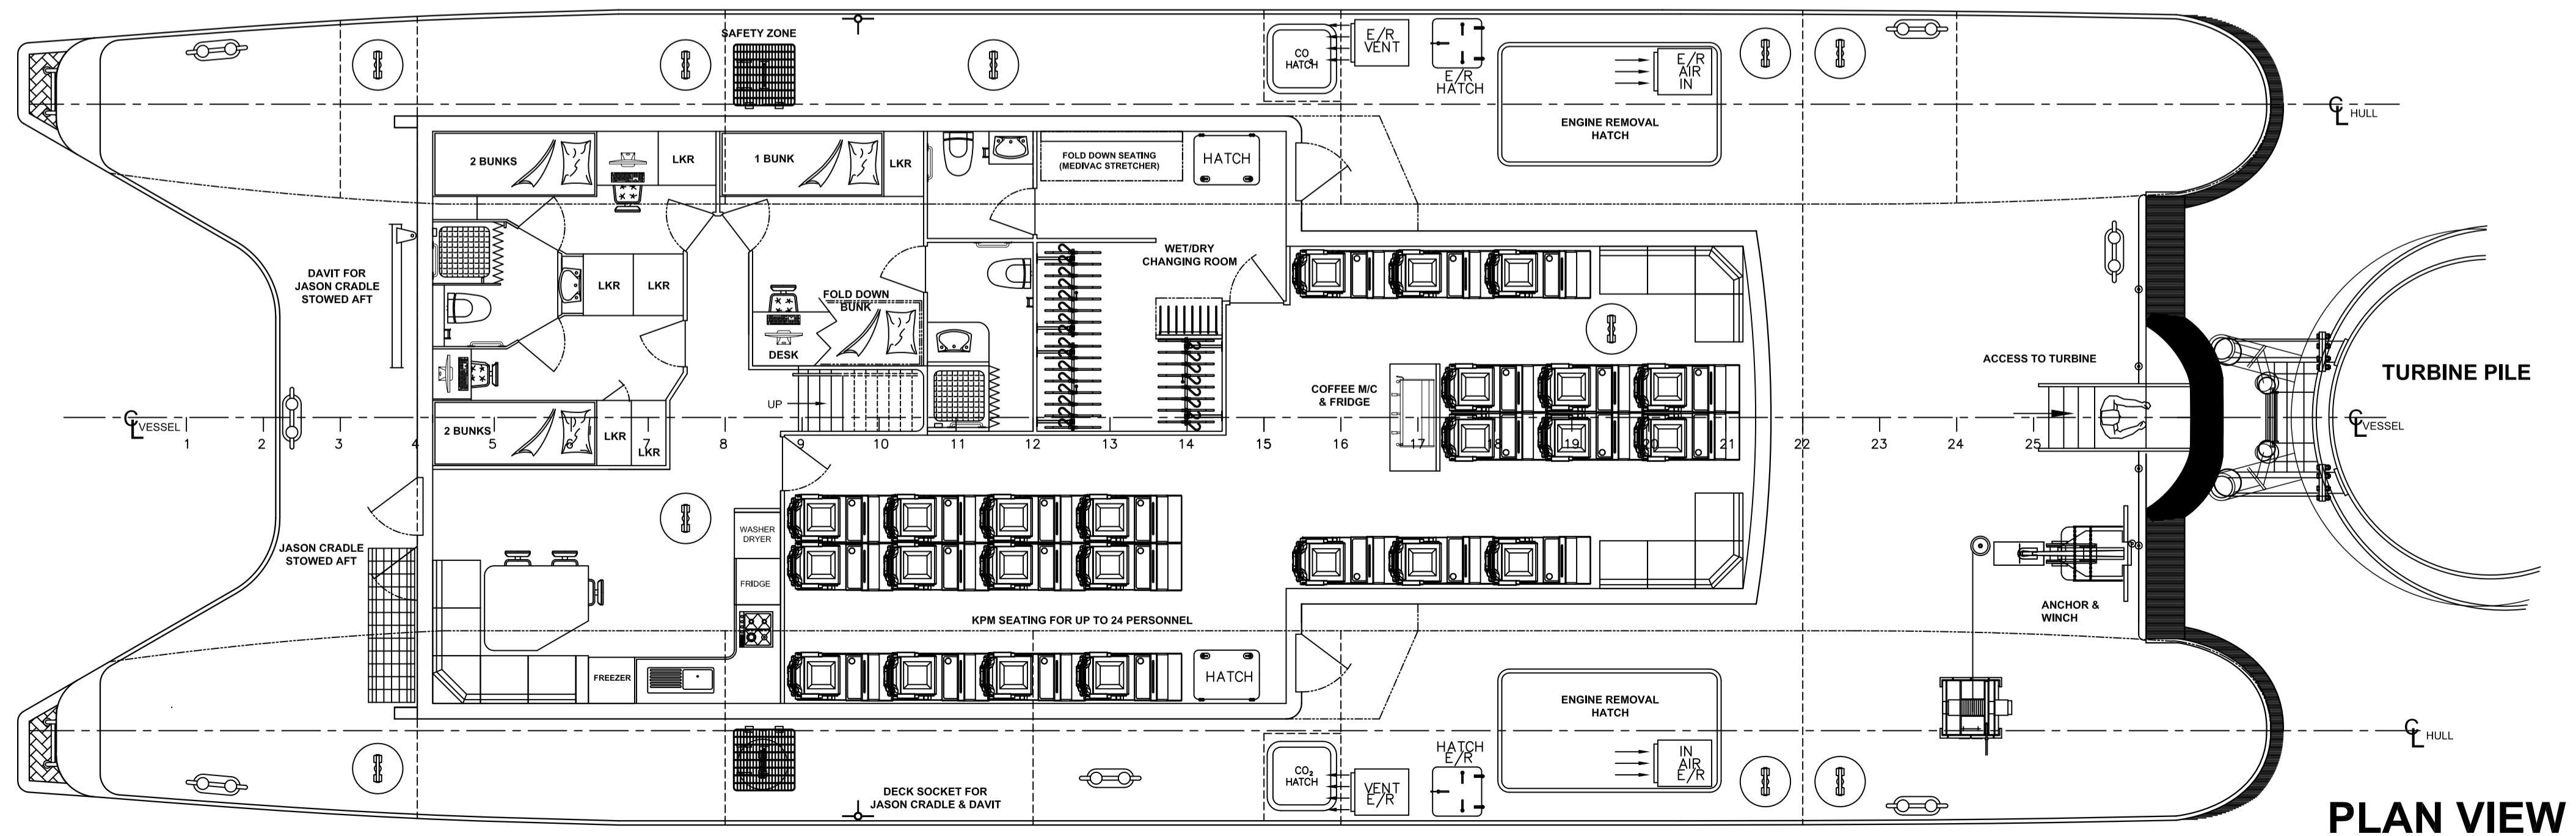 SAFETY ZONE
CO2
HATCH
E/R
VENT
E/R
HATCH
E/R
AIR
IN
ENGINE REMOVAL
HATCH
CL HULL
2 BUNKS
LKR
1 BUNK
LKR
FOLD DOWN SEATING
(MEDIVAC STRETCHER)
HATCH
DAVIT FOR
JASON CRADLE
STOWED AFT
LKR
LKR
WET/DRY
CHANGING ROOM
FOLD DOWN
BUNK
DESK
ACCESS TO TURBINE
TURBINE PILE
COFFEE M/C
& FRIDGE
UP
CL VESSEL
1
2
3
4
5
6
7
8
9
10
11
12
13
14
15
16
17
18
19
20
21
22
23
24
25
CL VESSEL
2 BUNKS
LKR
LKR
JASON CRADLE
STOWED AFT
WASHER
DRYER
FRIDGE
KPM SEATING FOR UP TO 24 PERSONNEL
ANCHOR &
WINCH
FREEZER
HATCH
ENGINE REMOVAL
HATCH
CL HULL
CO2
HATCH
VENT
E/R
HATCH
E/R
IN
AIR
E/R
DECK SOCKET FOR
JASON CRADLE & DAVIT
PLAN VIEW